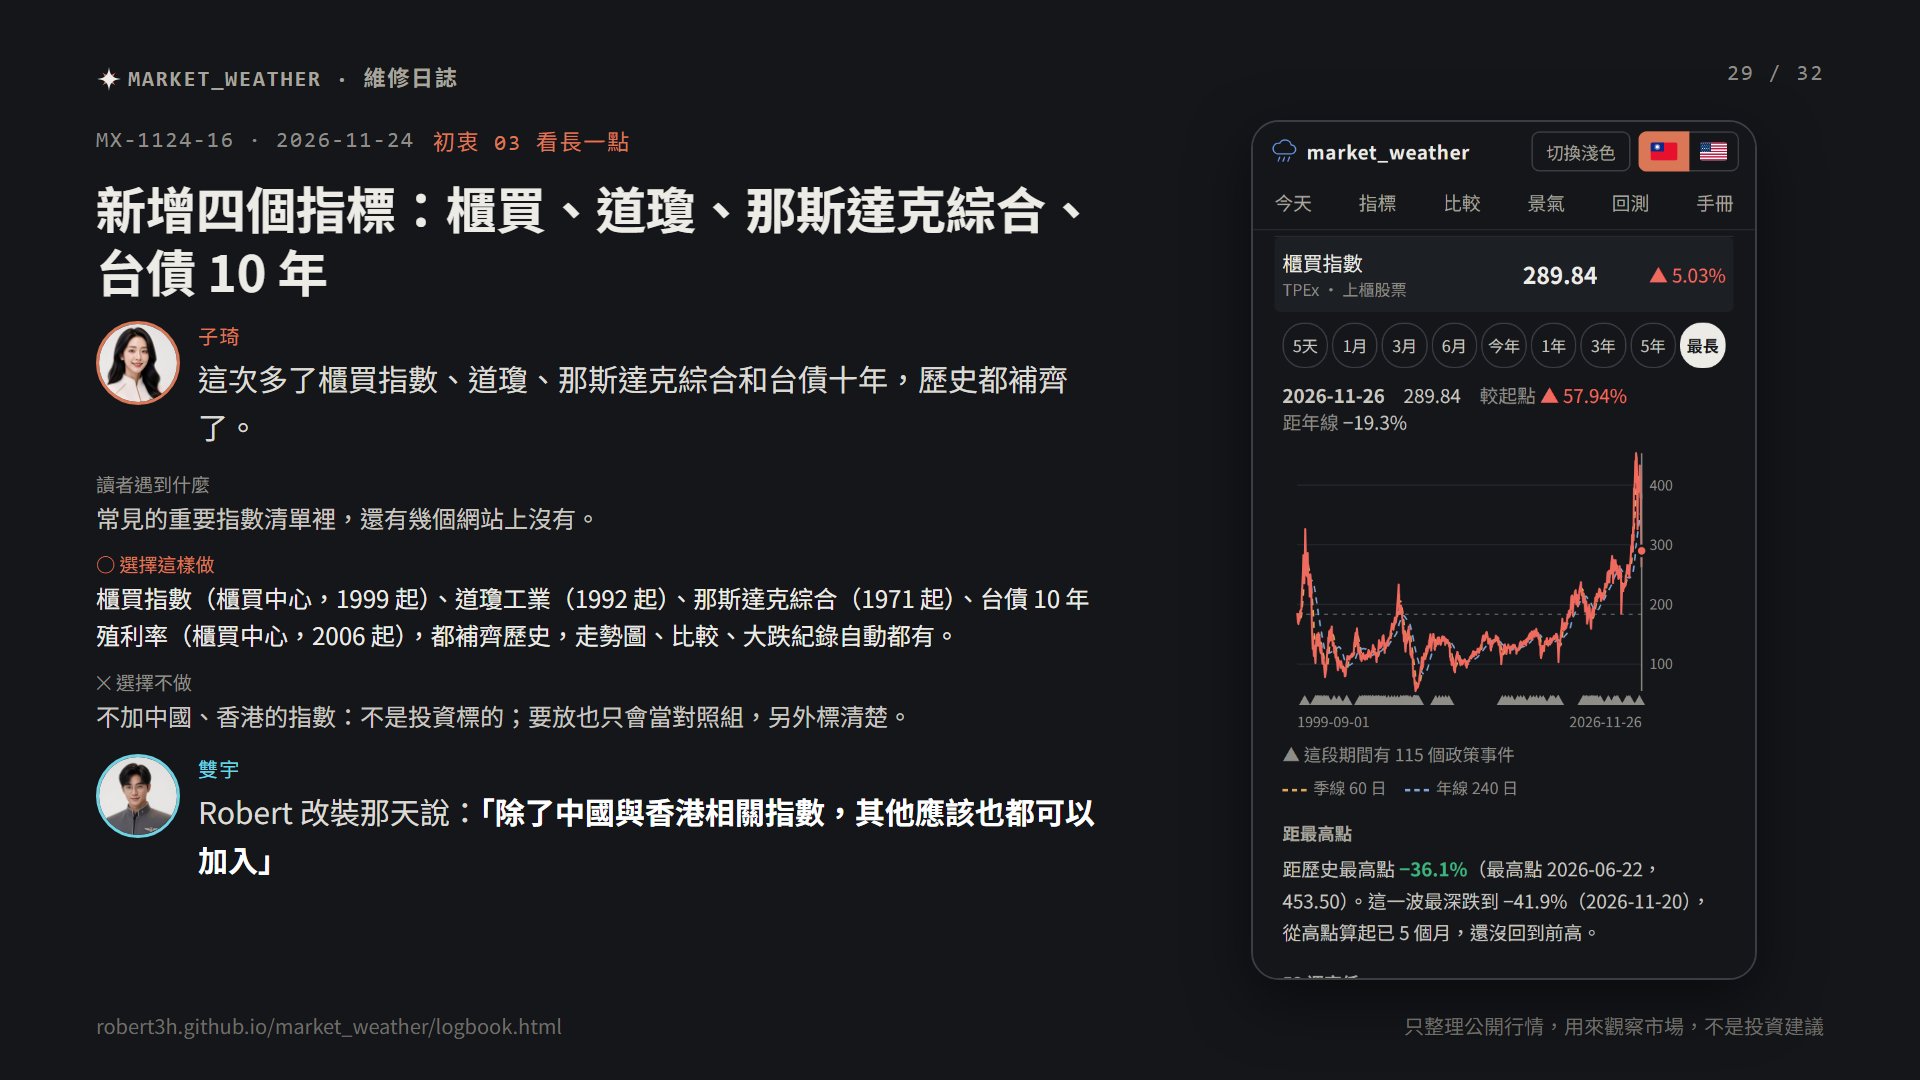 MARKET_WEATHER · 維修日誌
29 / 32
MX-1124-16 · 2026-11-24 初衷 03 看長一點
新增四個指標：櫃買、道瓊、那斯達克綜合、
台債 10 年
子琦
這次多了櫃買指數、道瓊、那斯達克綜合和台債十年，歷史都補齊
了。
讀者遇到什麼
常見的重要指數清單裡，還有幾個網站上沒有。
○ 選擇這樣做
櫃買指數（櫃買中心，1999 起）、道瓊工業（1992 起）、那斯達克綜合（1971 起）、台債 10 年
殖利率（櫃買中心，2006 起），都補齊歷史，走勢圖、比較、大跌紀錄自動都有。
✕ 選擇不做
不加中國、香港的指數：不是投資標的；要放也只會當對照組，另外標清楚。
雙宇
Robert 改裝那天說：「除了中國與香港相關指數，其他應該也都可以
加入」
robert3h.github.io/market_weather/logbook.html
market_weather
切換淺色
今天 指標 比較 景氣 回測 手冊
櫃買指數
TPEx · 上櫃股票
289.84
▲ 5.03%
5天 1月 3月 6月 今年 1年 3年 5年 最長
2026-11-26 289.84 較起點 ▲ 57.94%
距年線 −19.3%
400
300
200
100
1999-09-01
2026-11-26
▲ 這段期間有 115 個政策事件
季線 60 日 年線 240 日
距最高點
距歷史最高點 −36.1%（最高點 2026-06-22，
453.50）。這一波最深跌到 −41.9%（2026-11-20），
從高點算起已 5 個月，還沒回到前高。
只整理公開行情，用來觀察市場，不是投資建議